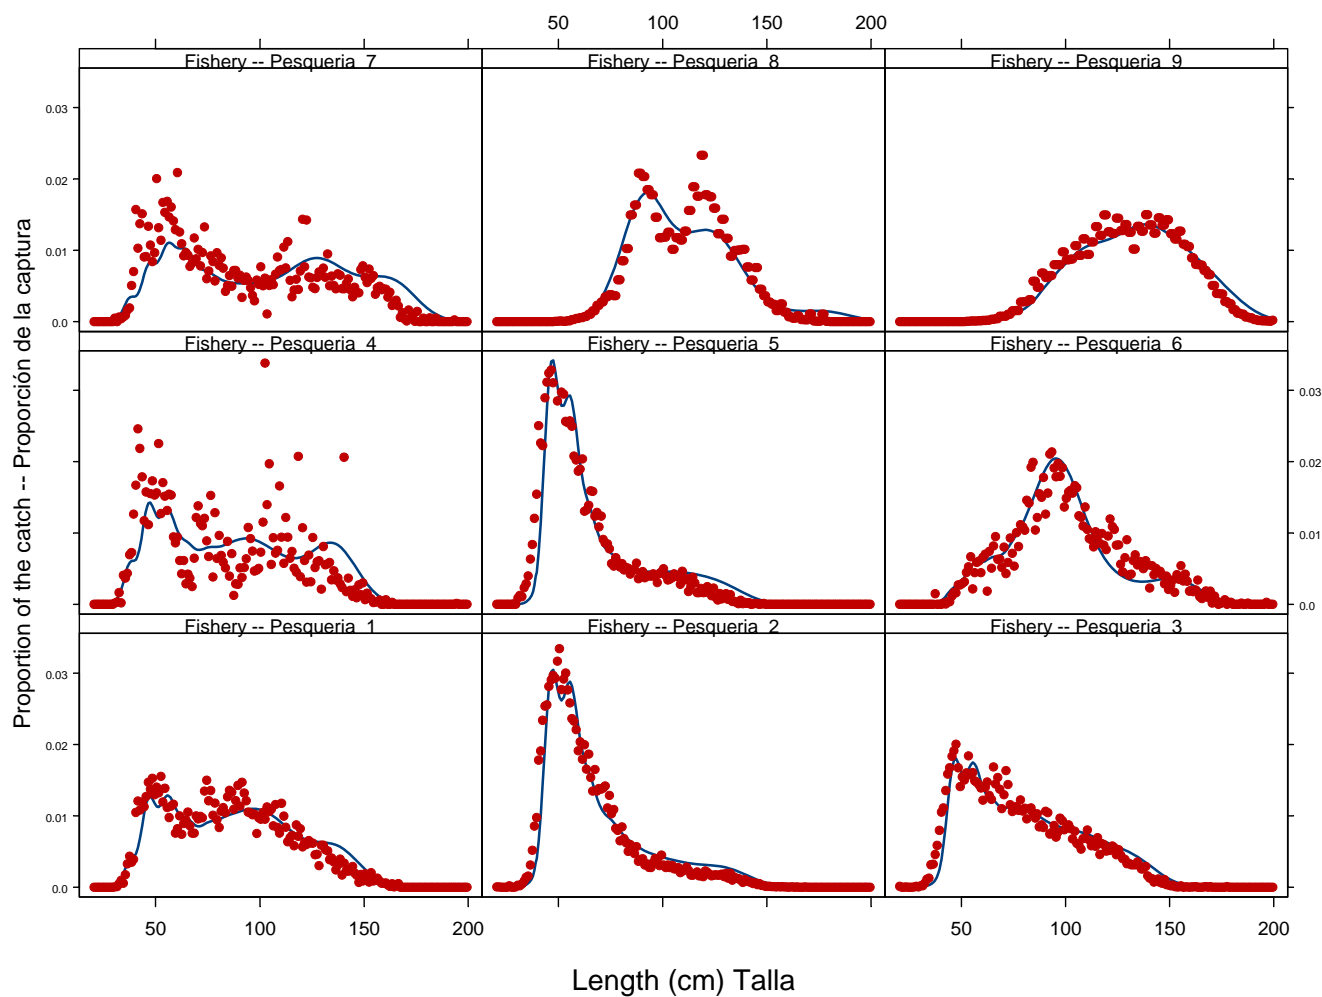 50 100 150 200
Fishery -- Pesqueria 7 Fishery -- Pesqueria 8 Fishery -- Pesqueria 9
0.03
0.02
0.01
0.0
Fishery -- Pesqueria 4 Fishery -- Pesqueria 5 Fishery -- Pesqueria 6
0.03
0.02
0.01
0.0
Fishery -- Pesqueria 1 Fishery -- Pesqueria 2 Fishery -- Pesqueria 3
0.03
0.02
0.01
0.0
50 100 150 200 50 100 150 200
Proportion of the catch -- Proporción de la captura
Length (cm) Talla